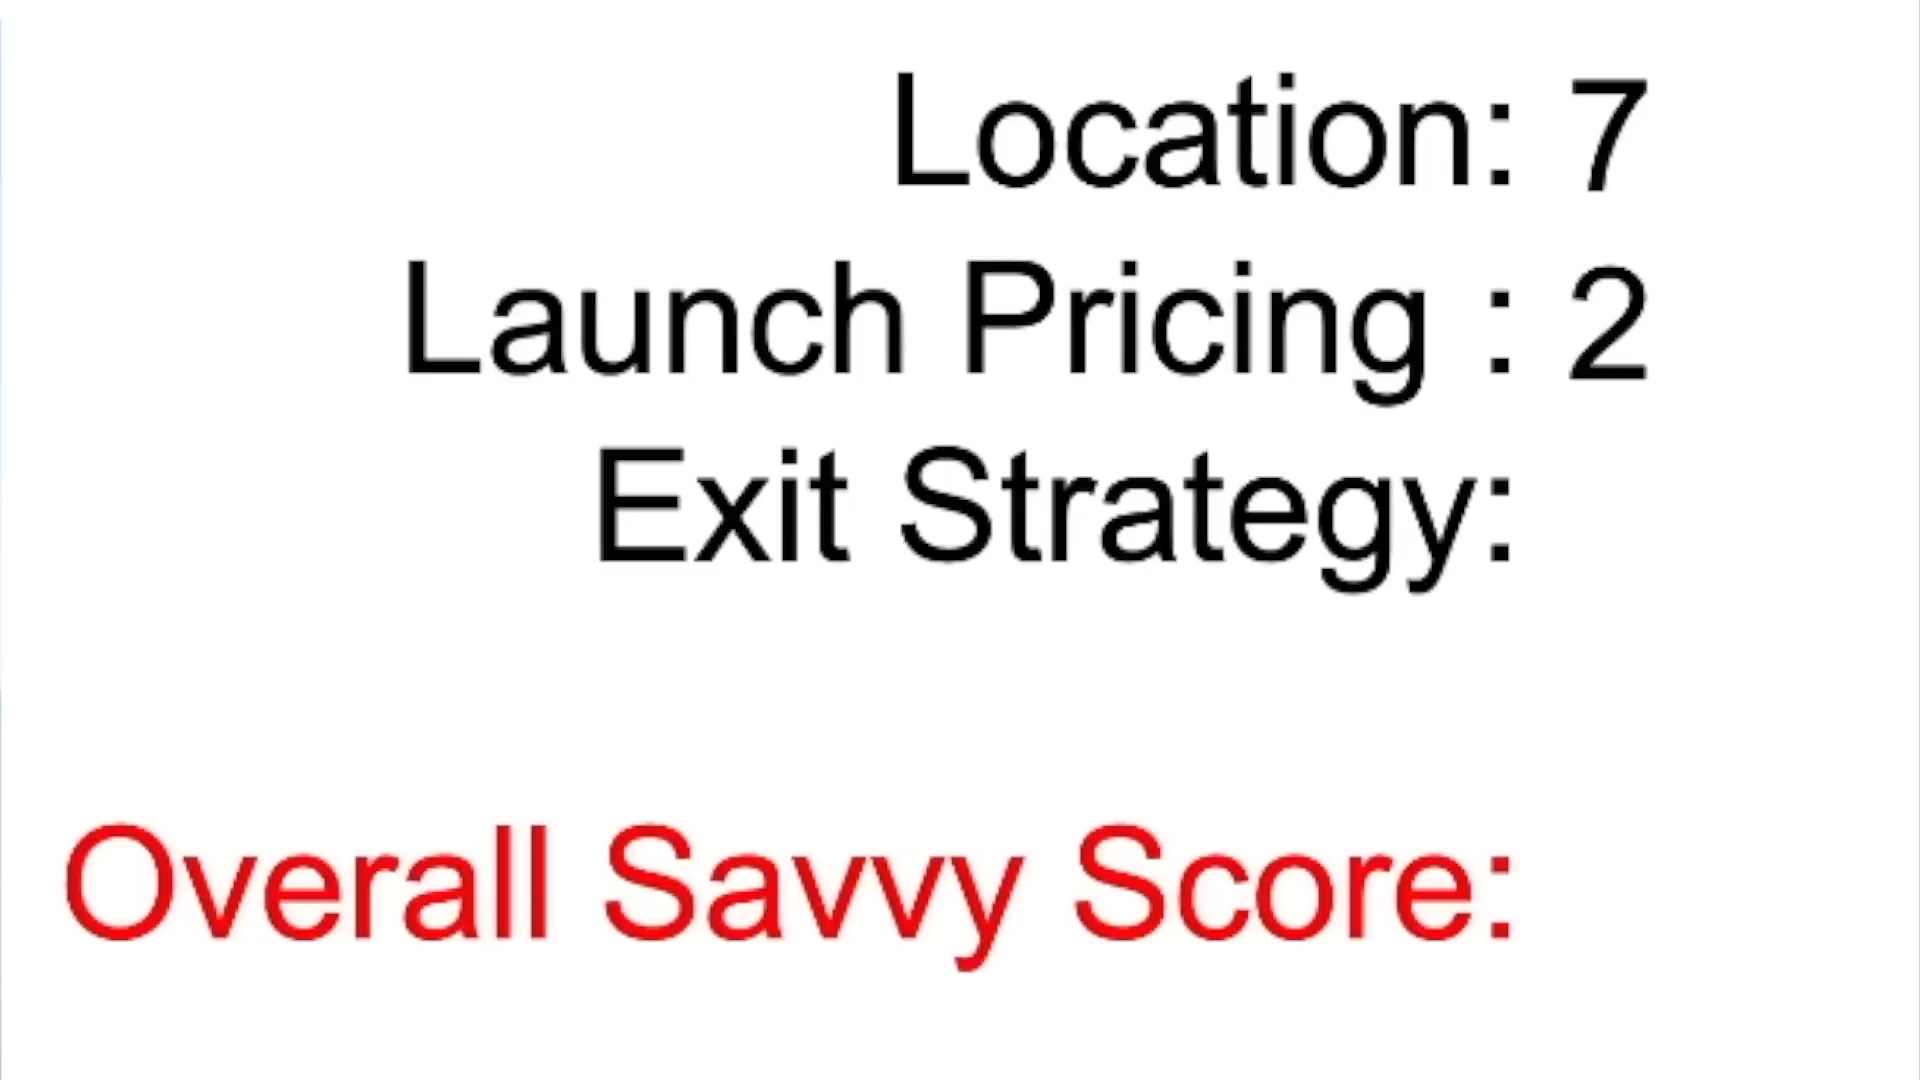 Location: 7
Launch Pricing : 2
Exit Strategy:
Overall Savvy Score: